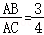 AB/AC = 3/4